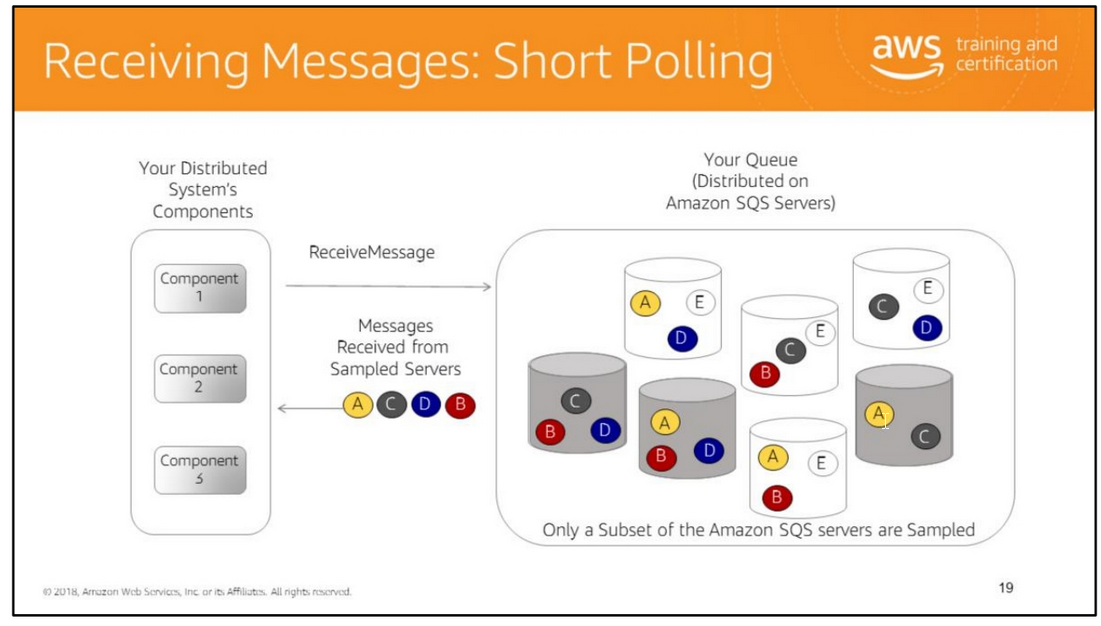 Receiving Messages: Short Polling
aws training and
certification
Your Distributed
System's
Components
Component
1
Component
2
Component
3
ReceiveMessage
Messages
Received from
Sampled Servers
A C D B
Your Queue
(Distributed on
Amazon SQS Servers)
A E
D
E
C
B
E
C
D
C
B D
A
B D
A
C
A E
B
Only a Subset of the Amazon SQS servers are Sampled
© 2018, Amazon Web Services, Inc. or its Affiliates. All rights reserved.
19